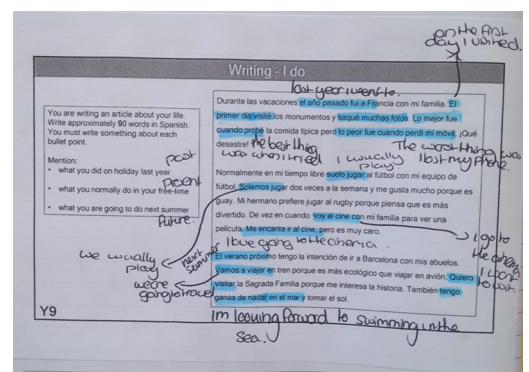 on the first
day I visited.
Writing - I do
last year i went to..
You are writing an article about your life.
Write approximately 90 words in Spanish.
You must write something about each
bullet point.
Mention:
past
• what you did on holiday last year
present
• what you normally do in your free-time
• what you are going to do next summer
future.
Durante las vacaciones el año pasado fui a Francia con mi familia. El
primer día visité los monumentos y saqué muchas fotos. Lo mejor fue
cuando probé la comida típica pero lo peor fue cuando perdí mi móvil. ¡Qué
desastre!
the best thing
was when i tried
The worst thing was
I lost my phone.
I usually
play
Normalmente en mi tiempo libre suelo jugar al fútbol con mi equipo de
fútbol. Solemos jugar dos veces a la semana y me gusta mucho porque es
guay. Mi hermano prefiere jugar al rugby porque piensa que es más
divertido. De vez en cuando voy al cine con mi familia para ver una
película. Me encanta ir al cine, pero es muy caro.
I love going to the cinema.
I go to
the cinema
we usually
play
next
summer
we're
going to travel
El verano próximo tengo la intención de ir a Barcelona con mis abuelos.
Vamos a viajar en tren porque es más ecológico que viajar en avión. Quiero
visitar la Sagrada Familia porque me interesa la historia. También tengo
ganas de nadar en el mar y tomar el sol.
I want
to
Im looking forward to swimming in the
sea.
Y9